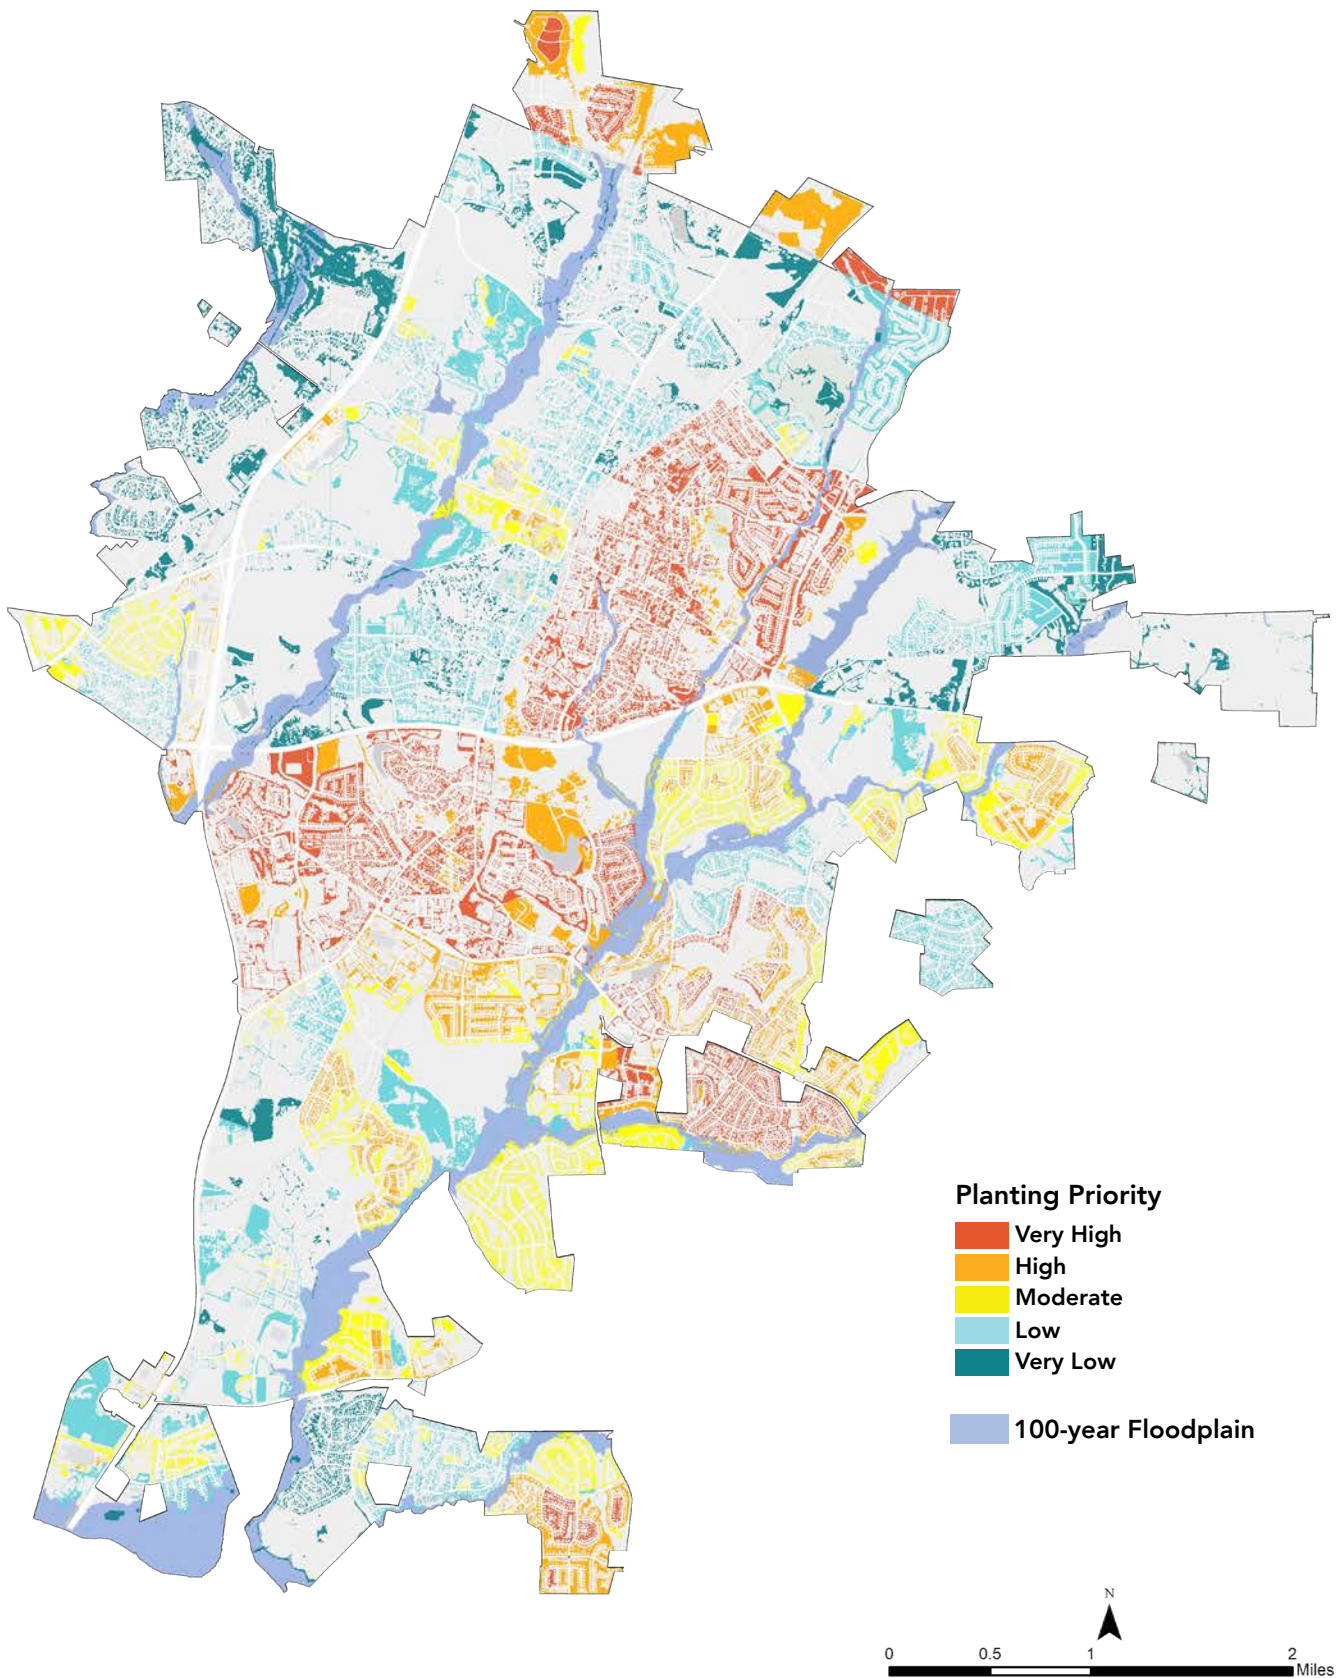 Planting Priority
Very High
High
Moderate
Low
Very Low
100-year Floodplain
N
0 0.5 1 2
Miles